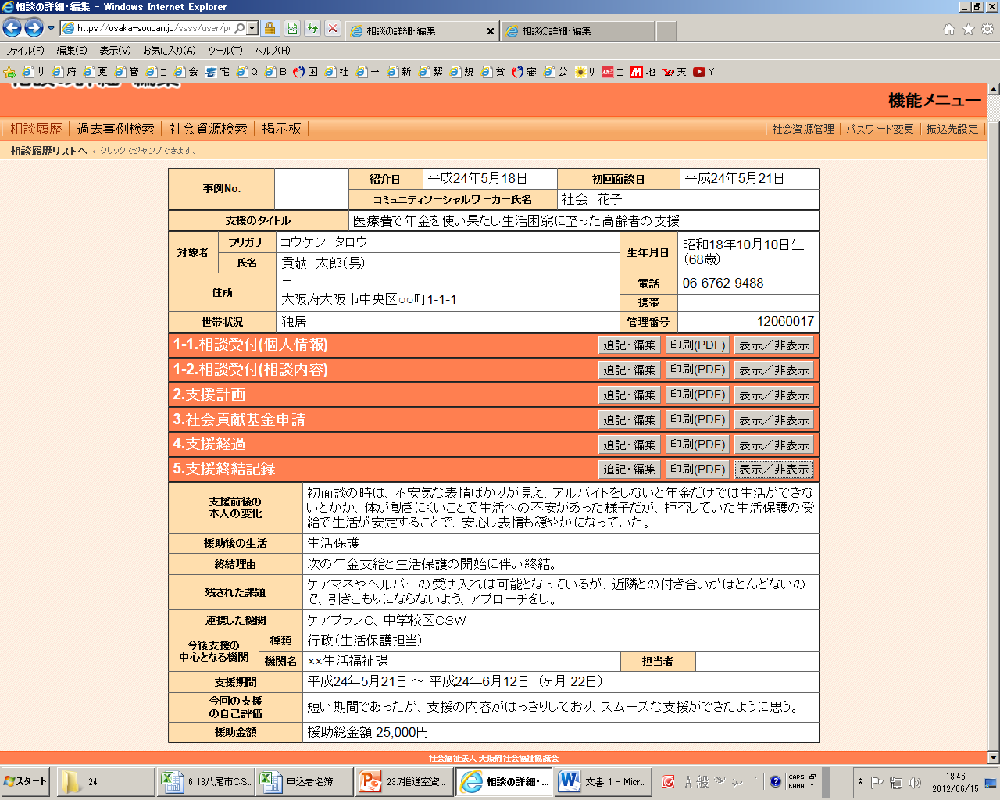 相談の詳細・編集 - Windows Internet Explorer
https://osaka-soudan.jp/ssss/user/pe
相談の詳細・編集
相談の詳細・編集
ファイル(F) 編集(E) 表示(V) お気に入り(A) ツール(T) ヘルプ(H)
サ 府 更 管 コ 会 宅 Q B 困 社 ー 新 緊 規 貧 審 公 リ エ 地 天 Y
相談の詳細・編集
機能メニュー
相談履歴 過去事例検索 社会資源検索 掲示板 社会資源管理 パスワード変更 振込先設定
相談履歴リストへ ←クリックでジャンプできます。
事例No. 紹介日 平成24年5月18日 初回面談日 平成24年5月21日
コミュニティソーシャルワーカー氏名 社会 花子
支援のタイトル 医療費で年金を使い果たし生活困窮に至った高齢者の支援
対象者 フリガナ コウケン タロウ 生年月日 昭和18年10月10日生
(68歳)
氏名 貢献 太郎(男)
住所 〒
大阪府大阪市中央区○○町1-1-1
電話 06-6762-9488
携帯
世帯状況 独居 管理番号 12060017
1-1.相談受付(個人情報) 追記・編集 印刷(PDF) 表示／非表示
1-2.相談受付(相談内容) 追記・編集 印刷(PDF) 表示／非表示
2.支援計画 追記・編集 印刷(PDF) 表示／非表示
3.社会貢献基金申請 追記・編集 印刷(PDF) 表示／非表示
4.支援経過 追記・編集 印刷(PDF) 表示／非表示
5.支援終結記録 追記・編集 印刷(PDF) 表示／非表示
支援前後の
本人の変化
初面談の時は、不安気な表情ばかりが見え、アルバイトをしないと年金だけでは生活ができな
いとかか、体が動きにくいことで生活への不安があった様子だが、拒否していた生活保護の受
給で生活が安定することで、安心し表情も穏やかになっていた。
援助後の生活 生活保護
終結理由 次の年金支給と生活保護の開始に伴い終結。
残された課題
ケアマネやヘルパーの受け入れは可能となっているが、近隣との付き合いがほとんどないの
で、引きこもりにならないよう、アプローチをし。
連携した機関 ケアプランC、中学校区CSW
今後支援の
中心となる機関
種類 行政(生活保護担当)
機関名 ××生活福祉課 担当者
支援期間 平成24年5月21日 ～ 平成24年6月12日 (ヶ月 22日)
今回の支援
の自己評価
短い期間であったが、支援の内容がはっきりしており、スムーズな支援ができたように思う。
援助金額 援助総金額 25,000円
社会福祉法人 大阪府社会福祉協議会
スタート 24 6 18八尾市CS... 申込者名簿 23.7推進室資... 相談の詳細・... 文書 1 - Micr... A 般 CAPS KANA 18:46
2012/06/15